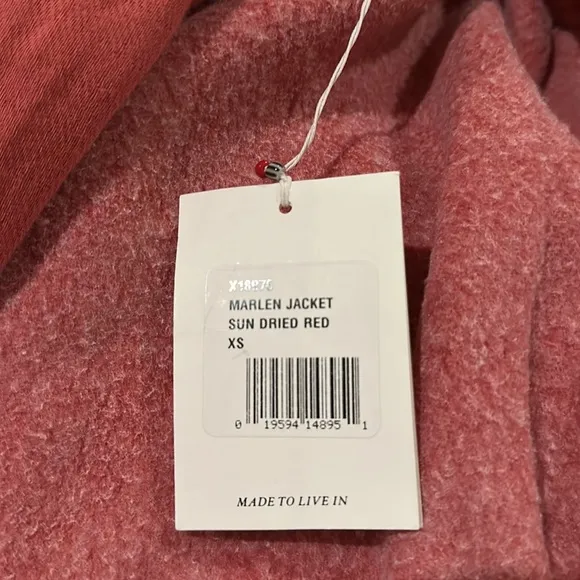 MARLEN JACKET
SUN DRIED RED
XS
0 19594 14895 1
MADE TO LIVE IN